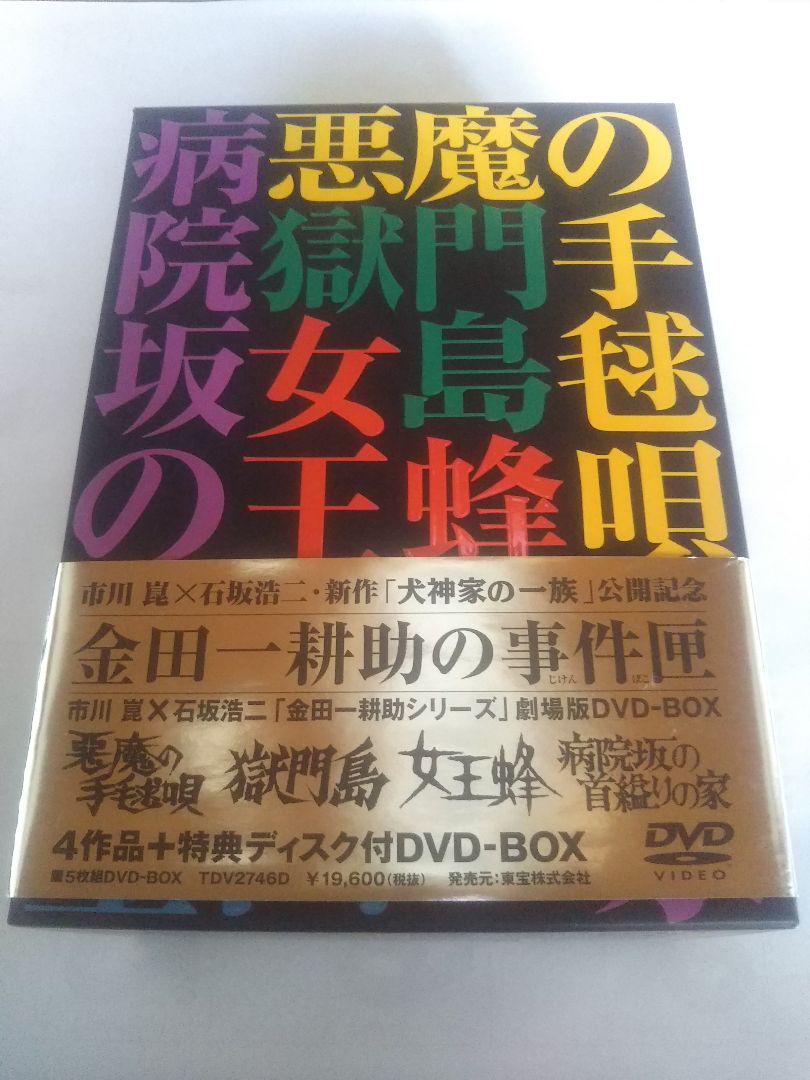 悪魔の手毬唄
獄門島
女王蜂
病院坂の
市川 崑×石坂浩二・新作「犬神家の一族」公開記念
金田一耕助の事件匣
じけん ばこ
市川 崑×石坂浩二「金田一耕助シリーズ」劇場版DVD-BOX
悪魔の
手毬唄
獄門島
女王蜂
病院坂の
首縊りの家
4作品+特典ディスク付DVD-BOX
DVD
VIDEO
5枚組DVD-BOX TDV2746D ¥19,600(税抜) 発売元:東宝株式会社